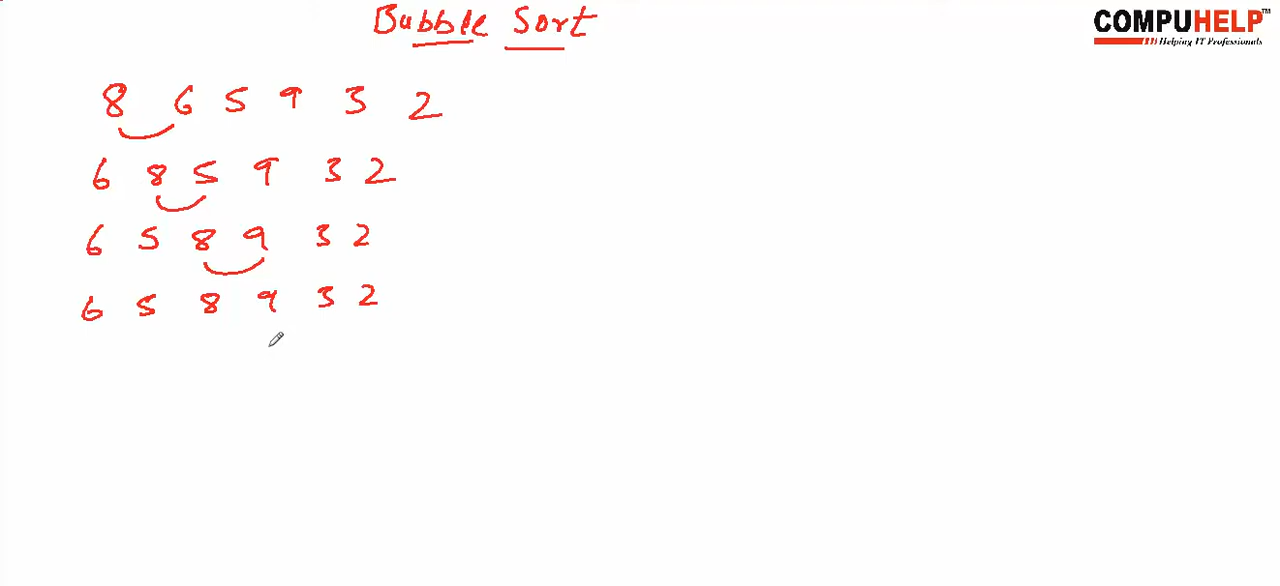 Bubble Sort
COMPUHELP™
Helping IT Professionals
8 6 5 9 3 2
6 8 5 9 3 2
6 5 8 9 3 2
6 5 8 9 3 2